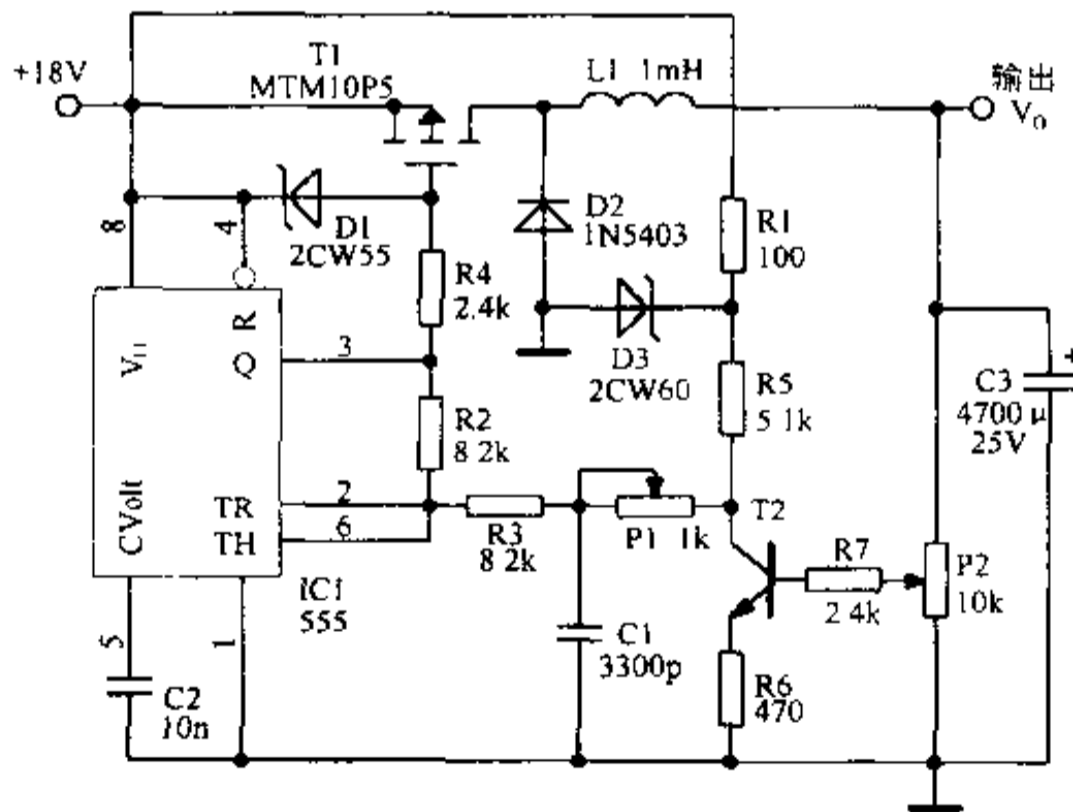 +18V
T1
MTM10P5
L1 1mH
输出
Vo
8
4
D1
2CW55
R4
2.4k
D2
1N5403
R1
100
R
Q
3
D3
2CW60
R5
5 1k
C3
4700μ
25V
+
R2
8 2k
CVolt
TR
TH
2
6
R3
8 2k
P1 1k
T2
R7
2 4k
P2
10k
IC1
555
5
1
C2
10n
C1
3300p
R6
470